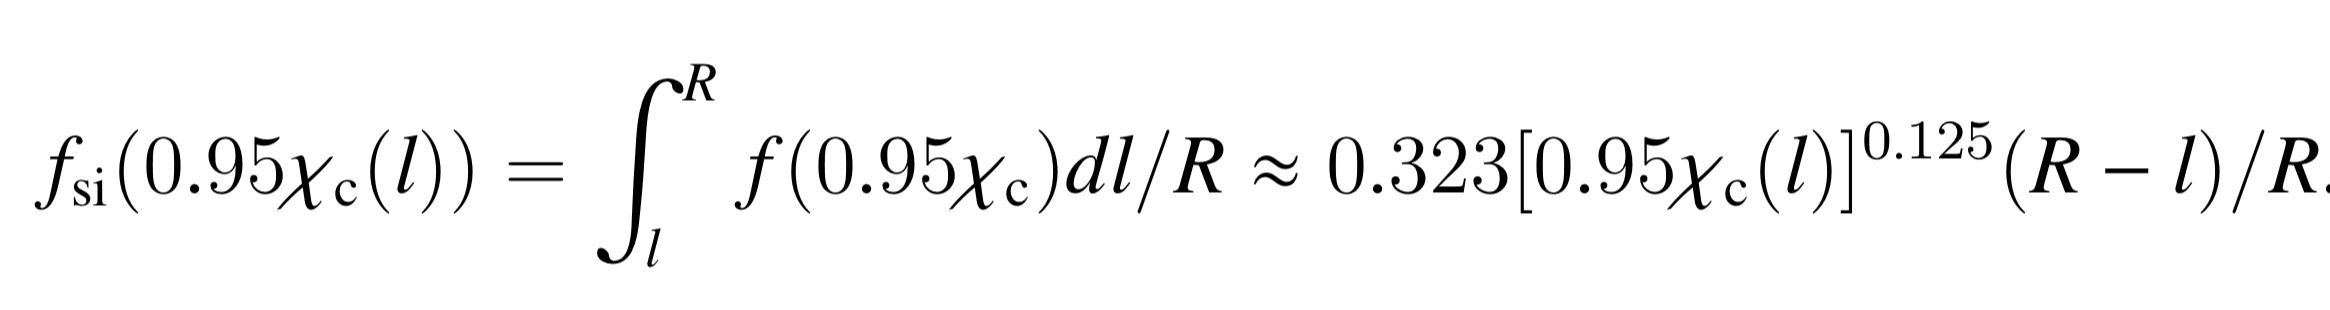 f_si(0.95χ_c(l)) = ∫_l^R f(0.95χ_c)dl/R ≈ 0.323[0.95χ_c(l)]^0.125(R − l)/R.